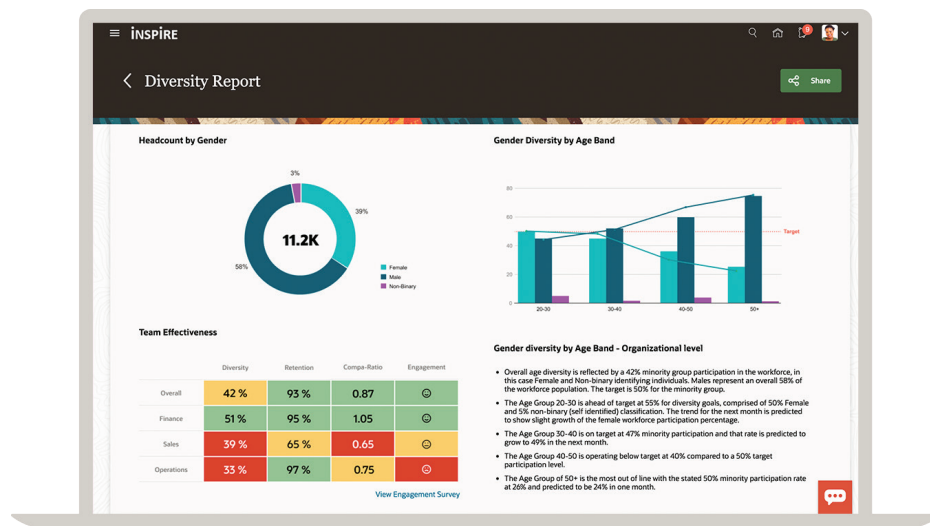 iNSPiRE
9
Diversity Report
Share
Headcount by Gender
3%
39%
58%
11.2K
Female
Male
Non-Binary
Gender Diversity by Age Band
80
60
40
20
0
Target
20-30 30-40 40-50 50+
Team Effectiveness
Diversity Retention Compa-Ratio Engagement
Overall 42 % 93 % 0.87
Finance 51 % 95 % 1.05
Sales 39 % 65 % 0.65
Operations 33 % 97 % 0.75
View Engagement Survey
Gender diversity by Age Band - Organizational level
• Overall age diversity is reflected by a 42% minority group participation in the workforce, in
this case Female and Non-binary identifying individuals. Males represent an overall 58% of
the workforce population. The target is 50% for the minority group.
• The Age Group 20-30 is ahead of target at 55% for diversity goals, comprised of 50% Female
and 5% non-binary (self identified) classification. The trend for the next month is predicted
to show slight growth of the female workforce participation percentage.
• The Age Group 30-40 is on target at 47% minority participation and that rate is predicted to
grow to 49% in the next month.
• The Age Group 40-50 is operating below target at 40% compared to a 50% target
participation level.
• The Age Group of 50+ is the most out of line with the stated 50% minority participation rate
at 26% and predicted to be 24% in one month.